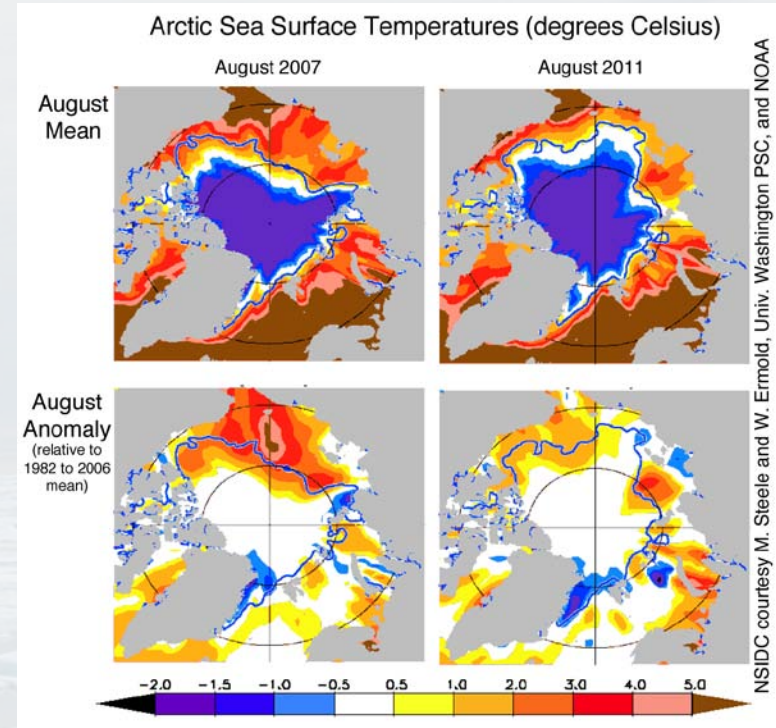 Arctic Sea Surface Temperatures (degrees Celsius)
August 2007
August 2011
August
Mean
August
Anomaly
(relative to
1982 to 2006
mean)
-2.0 -1.5 -1.0 -0.5 0.5 1.0 2.0 3.0 4.0 5.0
NSIDC courtesy M. Steele and W. Ermold, Univ. Washington PSC, and NOAA